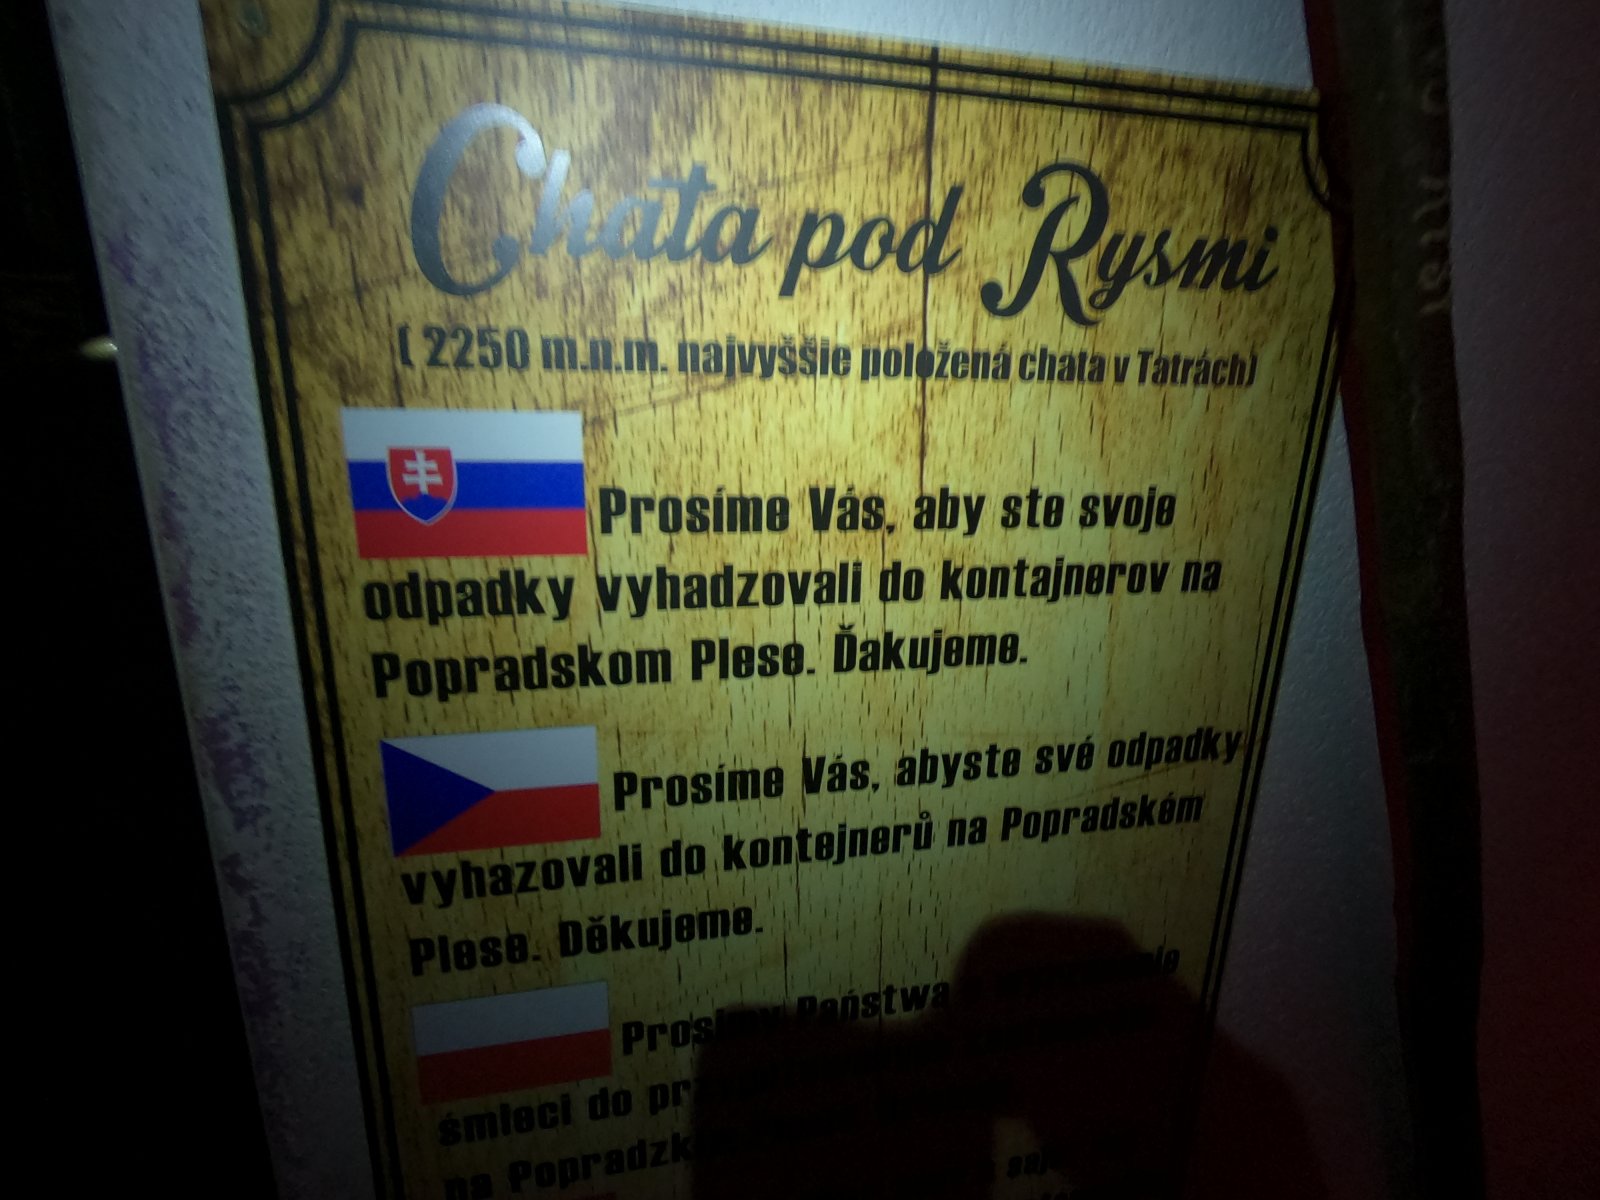 Chata pod Rysmi
( 2250 m.n.m. najvyššie položená chata v Tatrách)
Prosíme Vás, aby ste svoje
odpadky vyhadzovali do kontajnerov na
Popradskom Plese. Ďakujeme.
Prosíme Vás, abyste své odpadky
vyhazovali do kontejnerů na Popradském
Plese. Děkujeme.
Prosimy Państwa
śmieci do
na